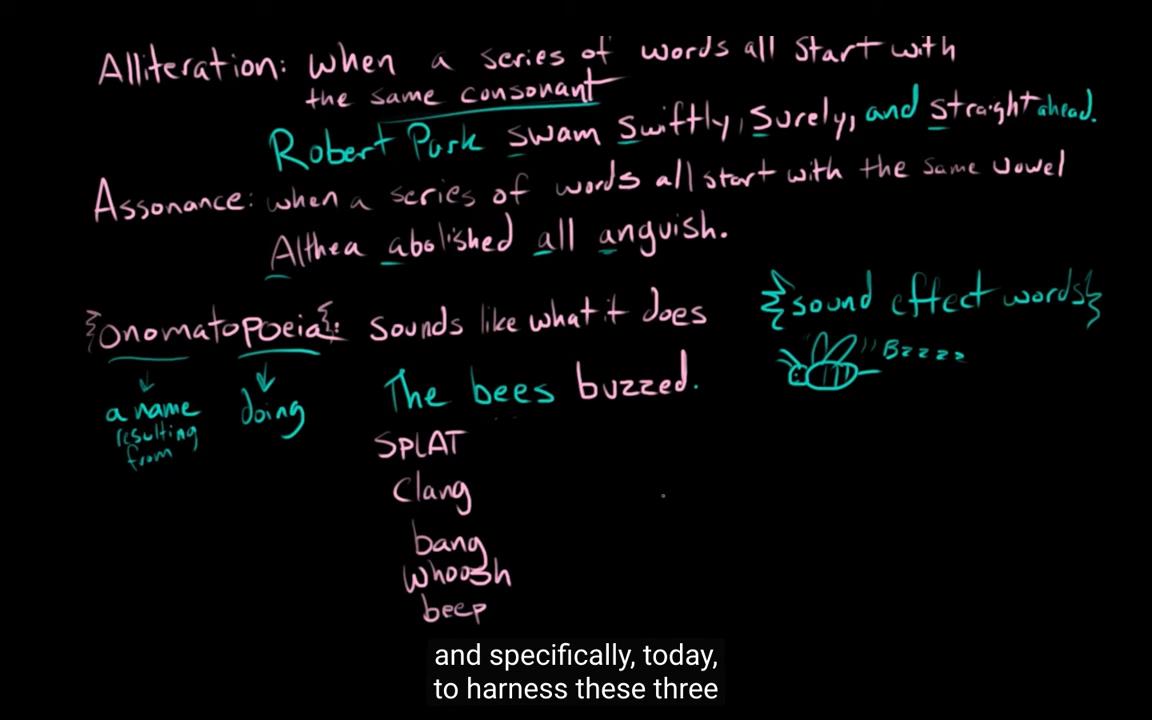 Alliteration: when a series of words all start with
the same consonant
Robert Park swam swiftly, surely, and straight ahead.
Assonance: when a series of words all start with the same vowel
Althea abolished all anguish.
{onomatopoeia}: sounds like what it does
{sound effect words}
Bzzzz
The bees buzzed.
a name
resulting
from
doing
SPLAT
Clang
bang
whoosh
beep
and specifically, today,
to harness these three